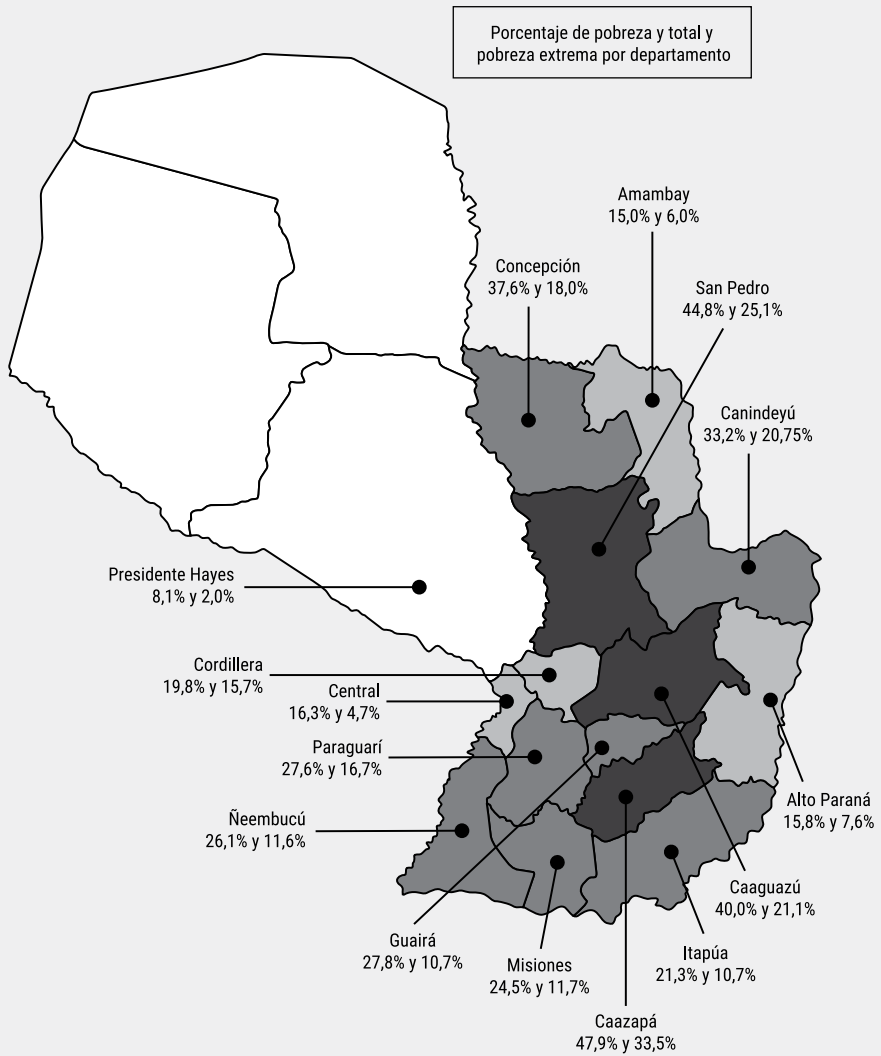 Porcentaje de pobreza y total y
pobreza extrema por departamento
Amambay
15,0% y 6,0%
Concepción
37,6% y 18,0%
San Pedro
44,8% y 25,1%
Canindeyú
33,2% y 20,75%
Presidente Hayes
8,1% y 2,0%
Cordillera
19,8% y 15,7%
Central
16,3% y 4,7%
Paraguarí
27,6% y 16,7%
Ñeembucú
26,1% y 11,6%
Alto Paraná
15,8% y 7,6%
Caaguazú
40,0% y 21,1%
Guairá
27,8% y 10,7%
Misiones
24,5% y 11,7%
Itapúa
21,3% y 10,7%
Caazapá
47,9% y 33,5%